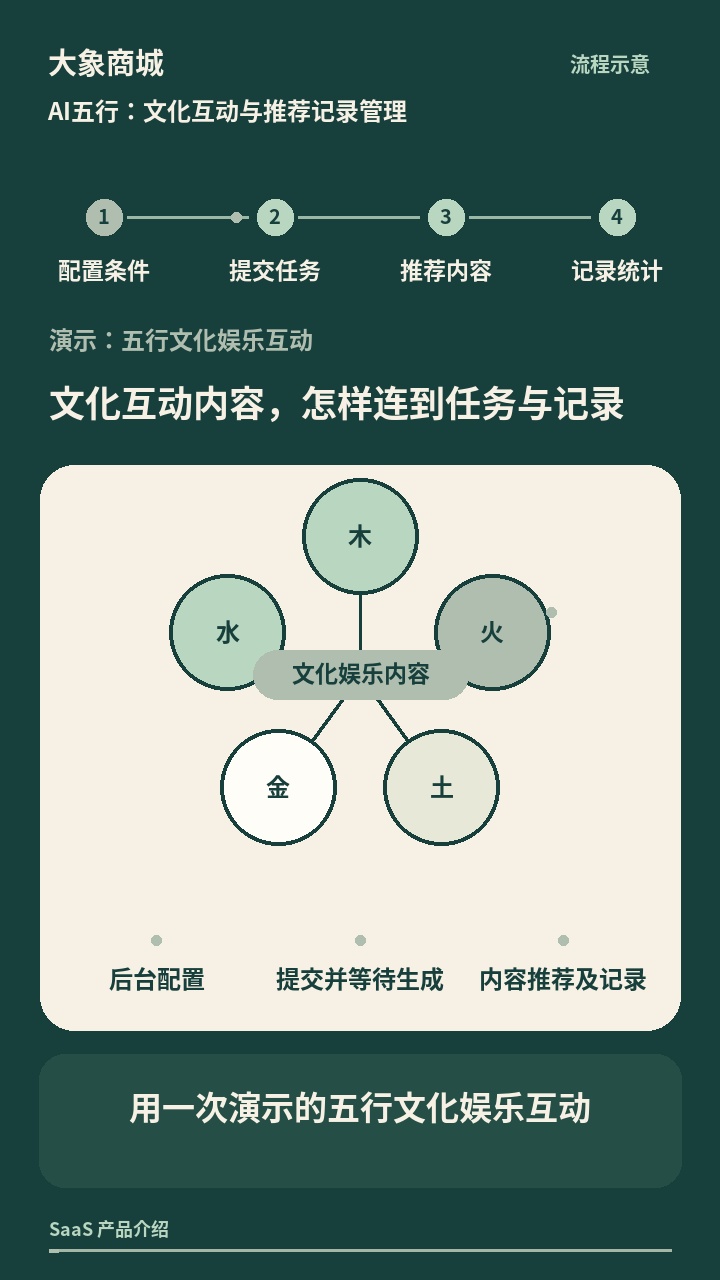 大象商城
流程示意
AI五行：文化互动与推荐记录管理
1 2 3 4
配置条件 提交任务 推荐内容 记录统计
演示：五行文化娱乐互动
文化互动内容，怎样连到任务与记录
木
水 火
文化娱乐内容
金 土
后台配置 提交并等待生成 内容推荐及记录
用一次演示的五行文化娱乐互动
SaaS 产品介绍